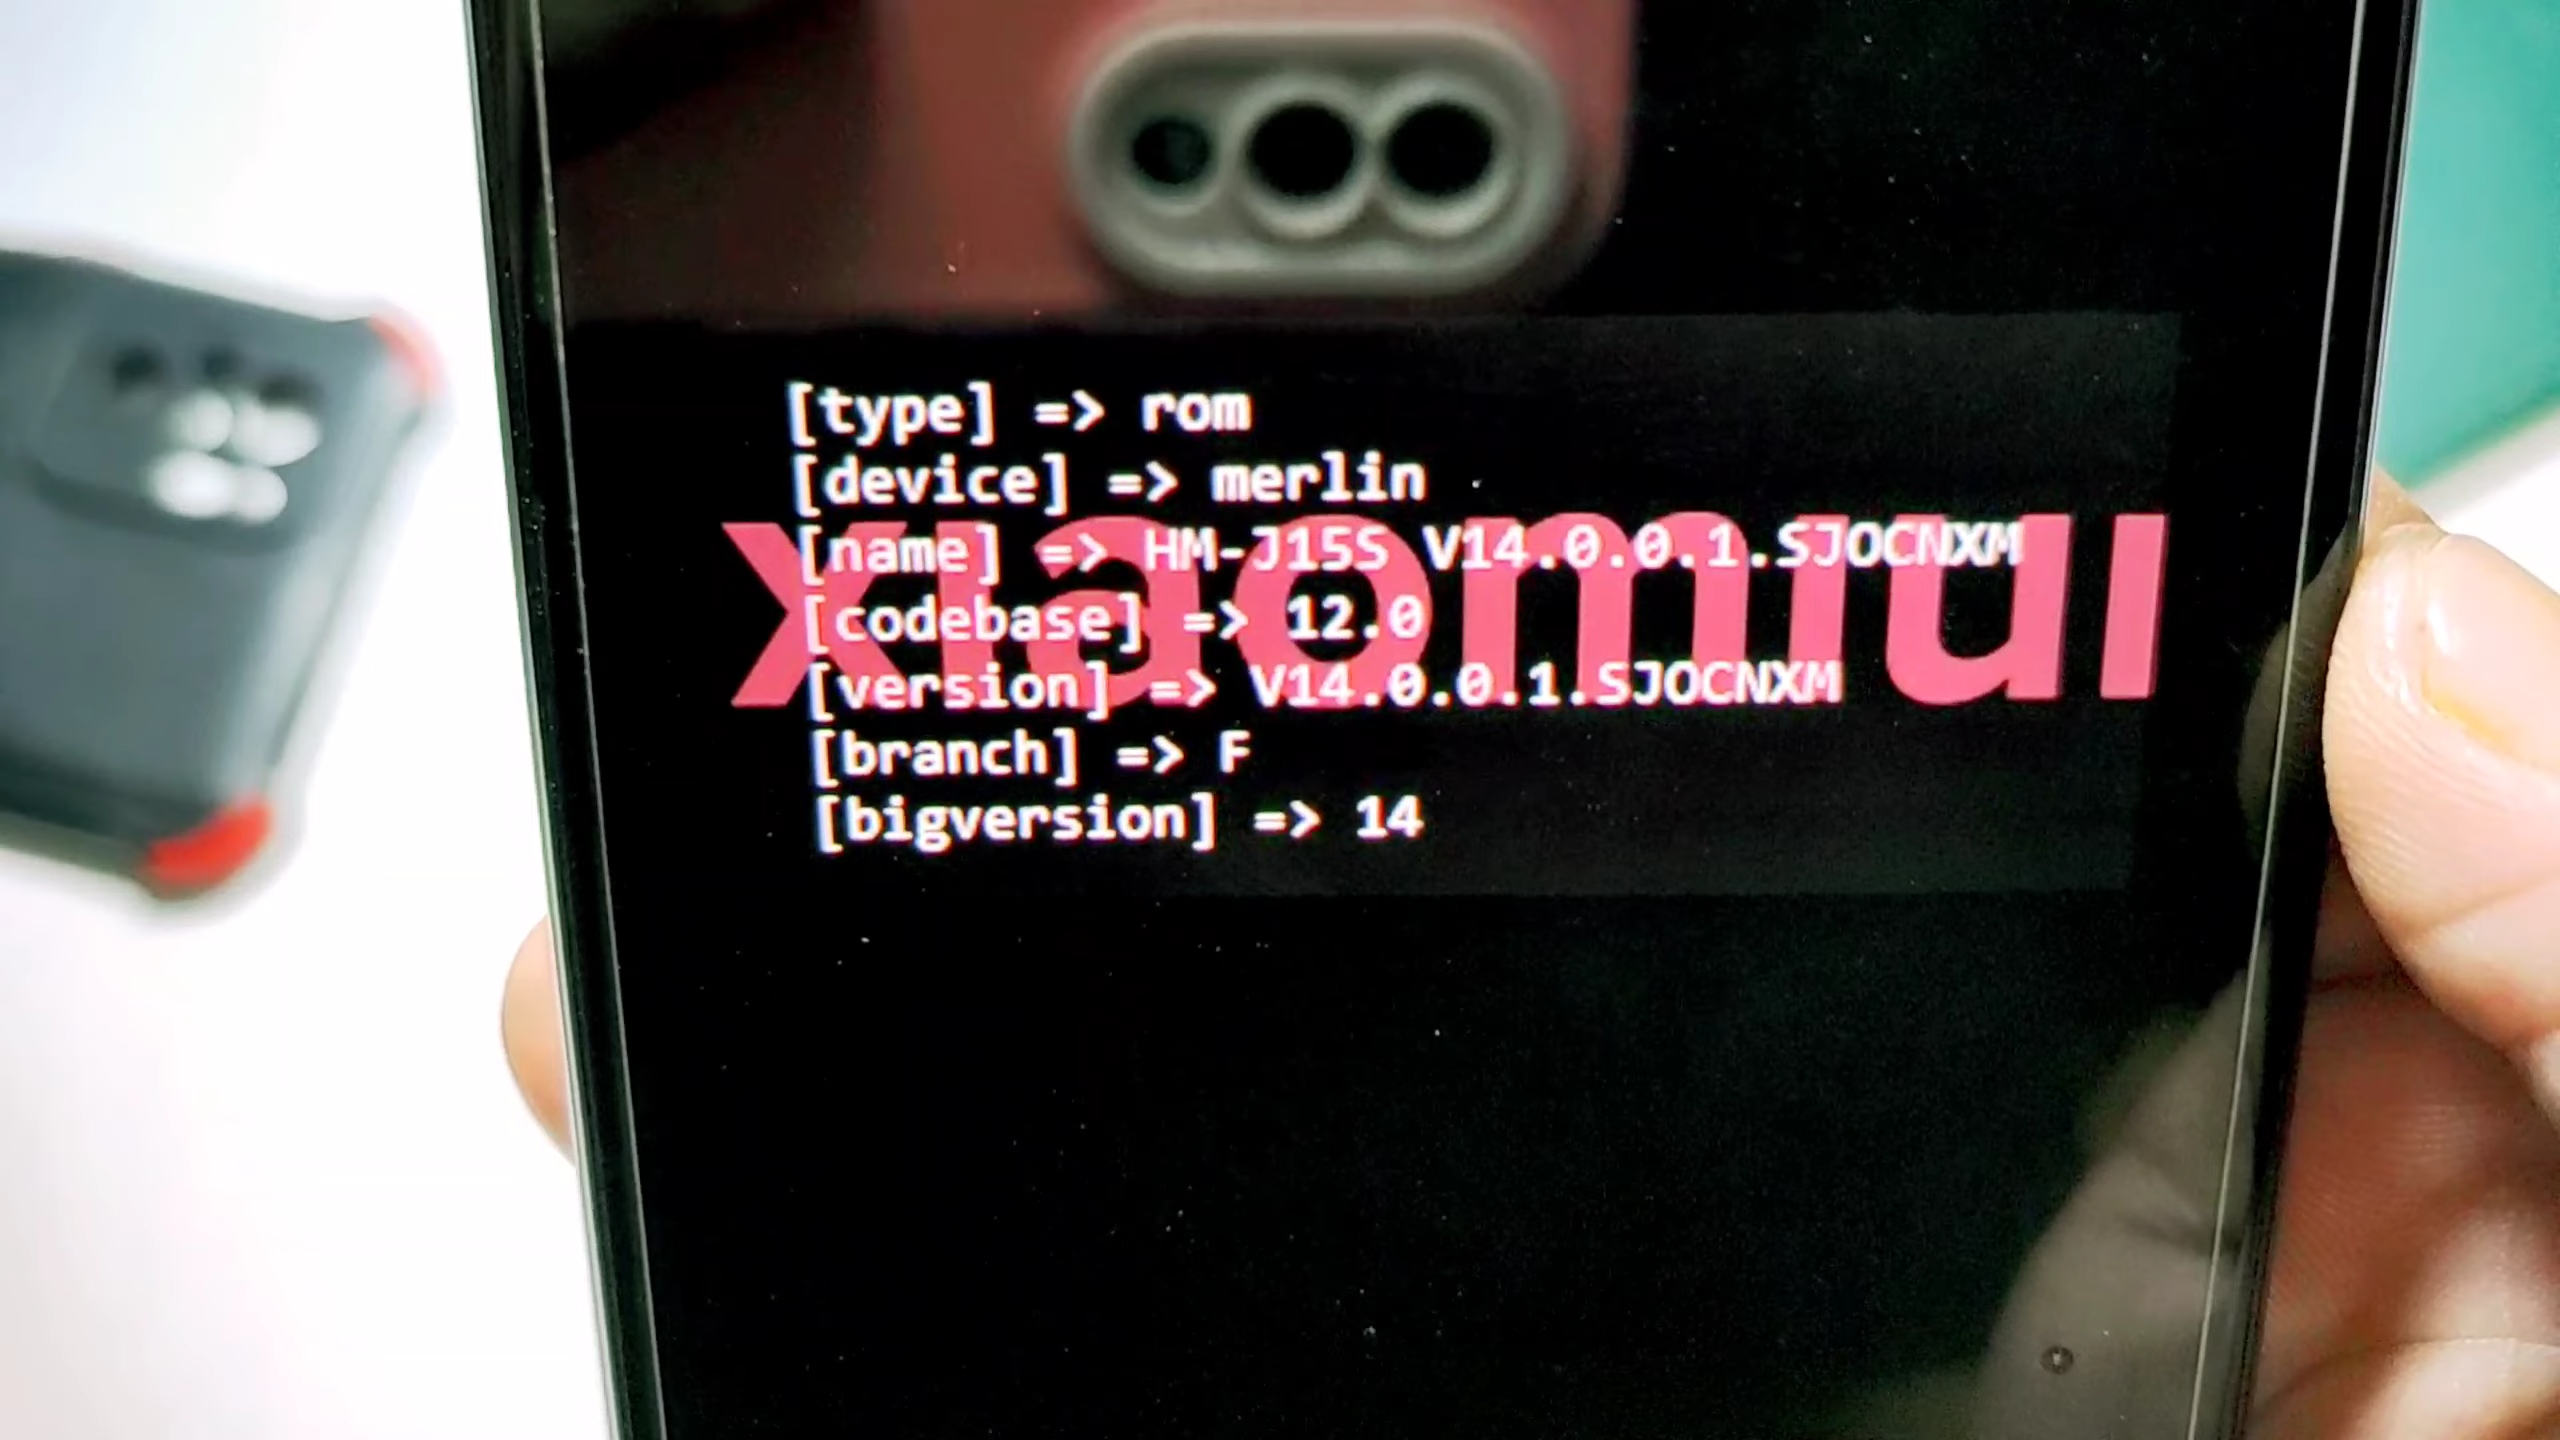 [type] => rom
[device] => merlin
[name] => HM-J15S V14.0.0.1.SJOCNXM
xiaomiui
[codebase] => 12.0
[version] => V14.0.0.1.SJOCNXM
[branch] => F
[bigversion] => 14